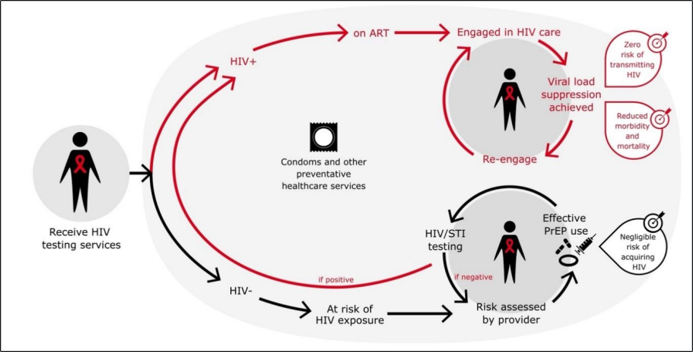 Receive HIV
testing services
HIV+
on ART
Engaged in HIV care
Viral load
suppression
achieved
Re-engage
Zero
risk of
transmitting
HIV
Reduced
morbidity
and
mortality
Condoms and other
preventative
healthcare services
HIV-
At risk of
HIV exposure
Risk assessed
by provider
Effective
PrEP use
HIV/STI
testing
if positive
if negative
Negligible
risk of
acquiring
HIV